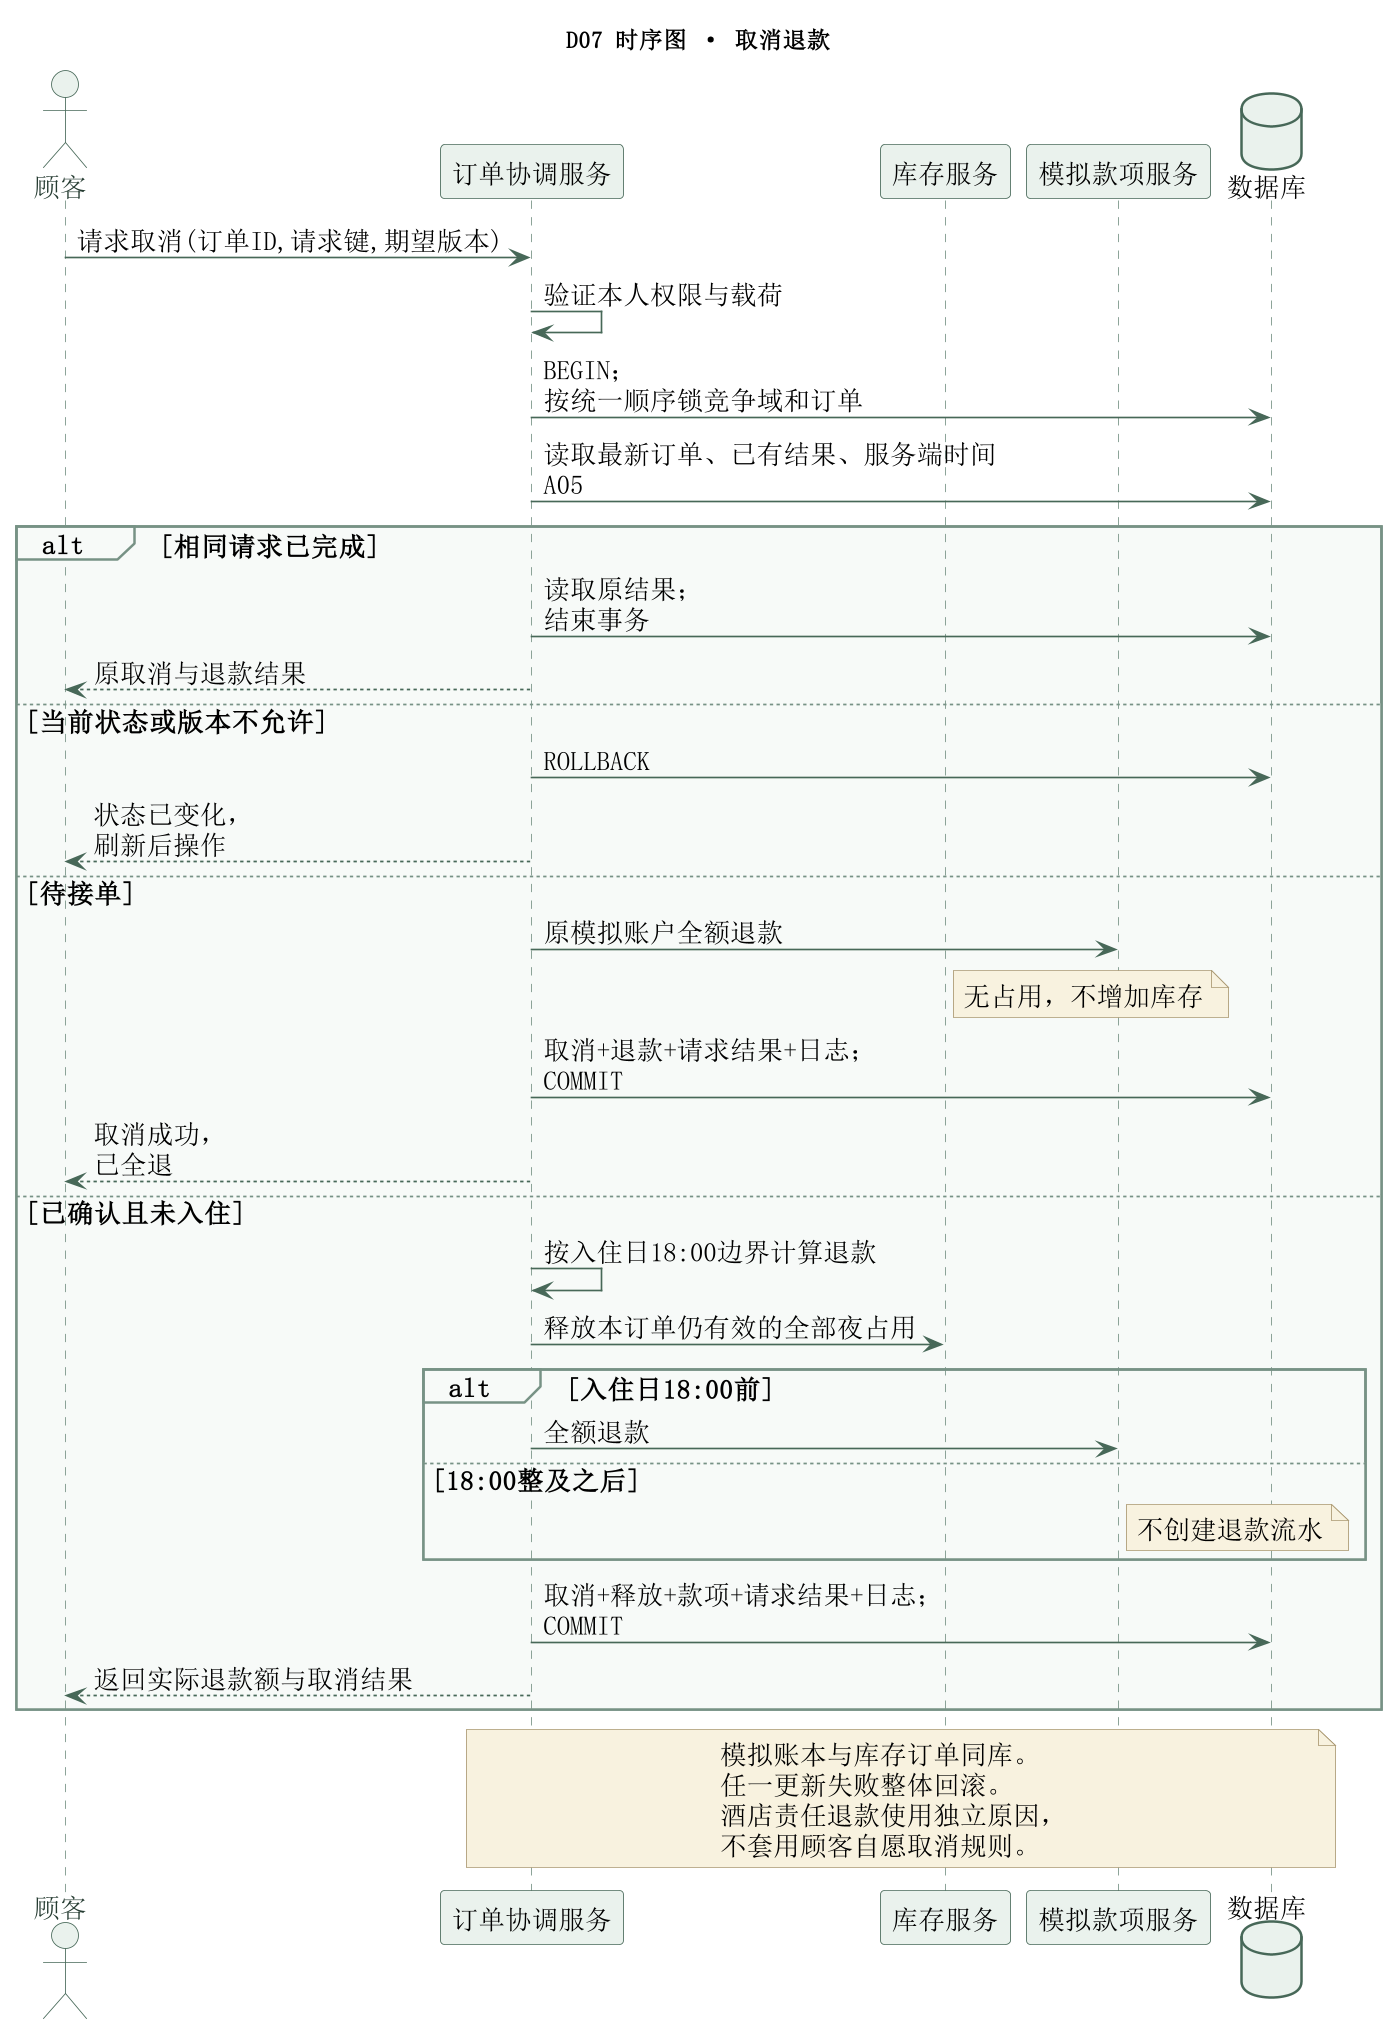 D07 时序图 • 取消退款
顾客
订单协调服务
库存服务
模拟款项服务
数据库
请求取消(订单ID,请求键,期望版本)
验证本人权限与载荷
BEGIN;
按统一顺序锁竞争域和订单
读取最新订单、已有结果、服务端时间
A05
alt [相同请求已完成]
读取原结果;
结束事务
原取消与退款结果
[当前状态或版本不允许]
ROLLBACK
状态已变化,
刷新后操作
[待接单]
原模拟账户全额退款
无占用，不增加库存
取消+退款+请求结果+日志;
COMMIT
取消成功,
已全退
[已确认且未入住]
按入住日18:00边界计算退款
释放本订单仍有效的全部夜占用
alt [入住日18:00前]
全额退款
[18:00整及之后]
不创建退款流水
取消+释放+款项+请求结果+日志;
COMMIT
返回实际退款额与取消结果
模拟账本与库存订单同库。
任一更新失败整体回滚。
酒店责任退款使用独立原因,
不套用顾客自愿取消规则。
顾客
订单协调服务
库存服务
模拟款项服务
数据库